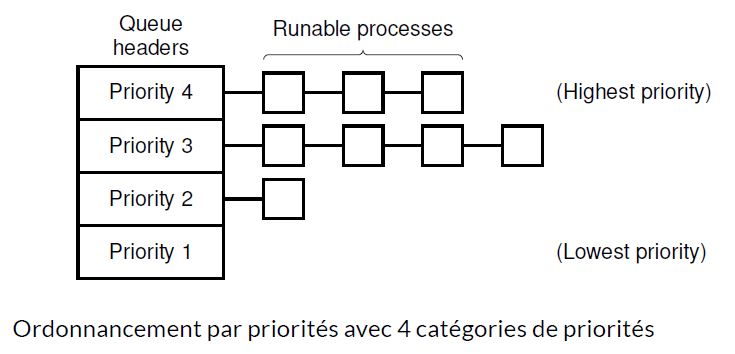 Queue
headers
Runable processes
Priority 4
(Highest priority)
Priority 3
Priority 2
Priority 1
(Lowest priority)
Ordonnancement par priorités avec 4 catégories de priorités